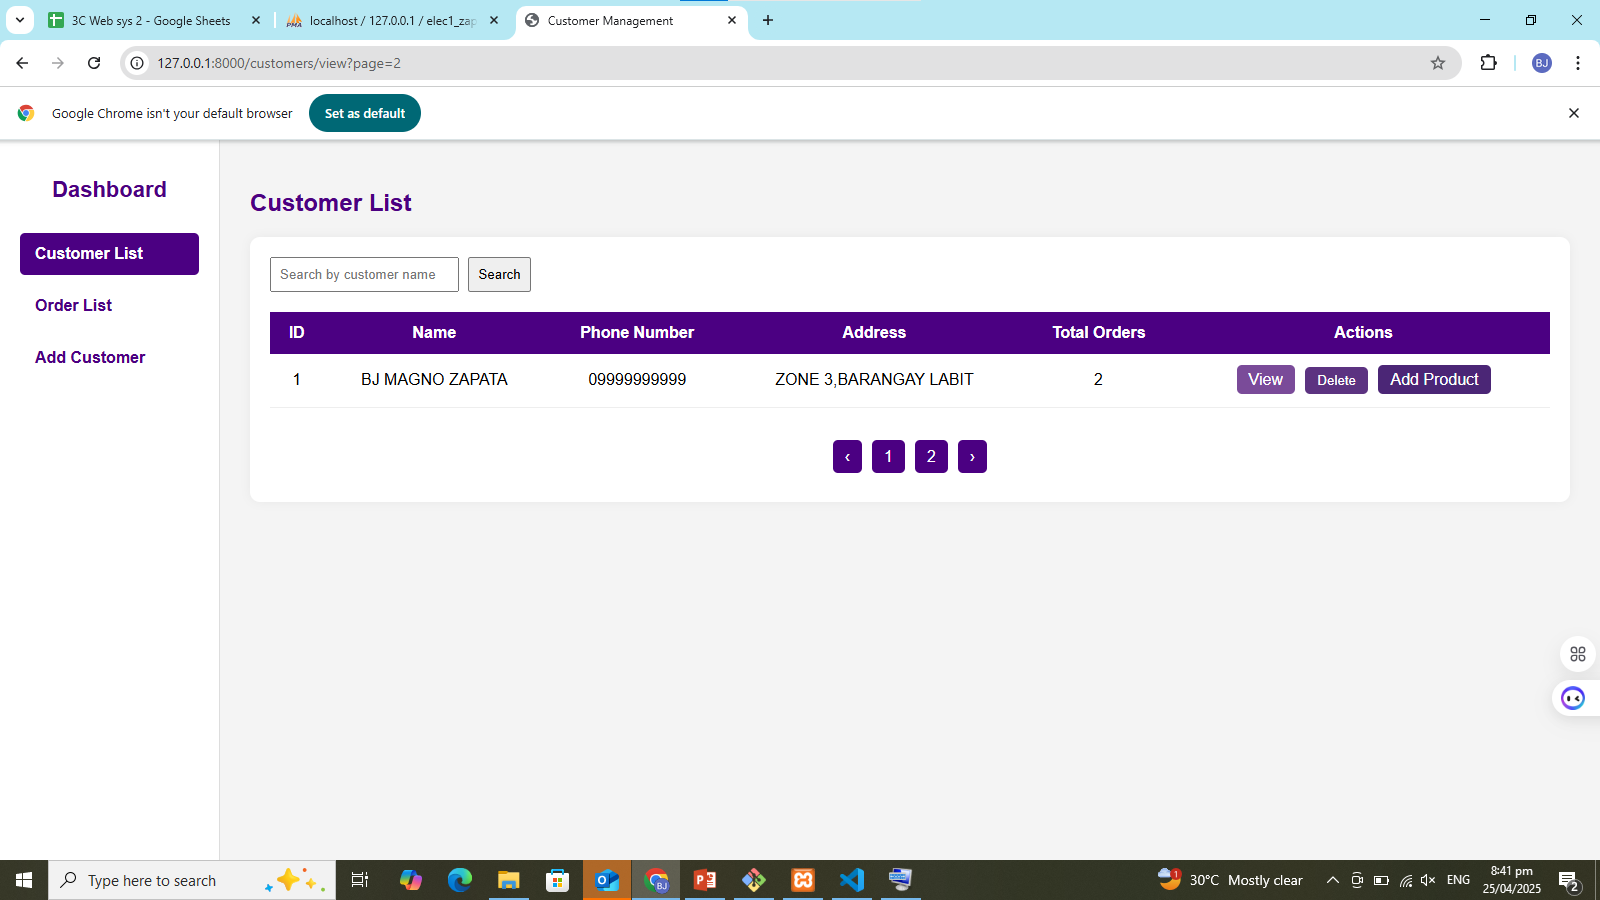 3C Web sys 2 - Google Sheets
localhost / 127.0.0.1 / elec1_zap
Customer Management
127.0.0.1:8000/customers/view?page=2
BJ
Google Chrome isn't your default browser
Set as default
Dashboard
Customer List
Order List
Add Customer
Customer List
Search by customer name
Search
ID Name Phone Number Address Total Orders Actions
1 BJ MAGNO ZAPATA 09999999999 ZONE 3,BARANGAY LABIT 2 View Delete Add Product
‹ 1 2 ›
Type here to search
BJ
1
30°C Mostly clear
ENG
8:41 pm
25/04/2025
2